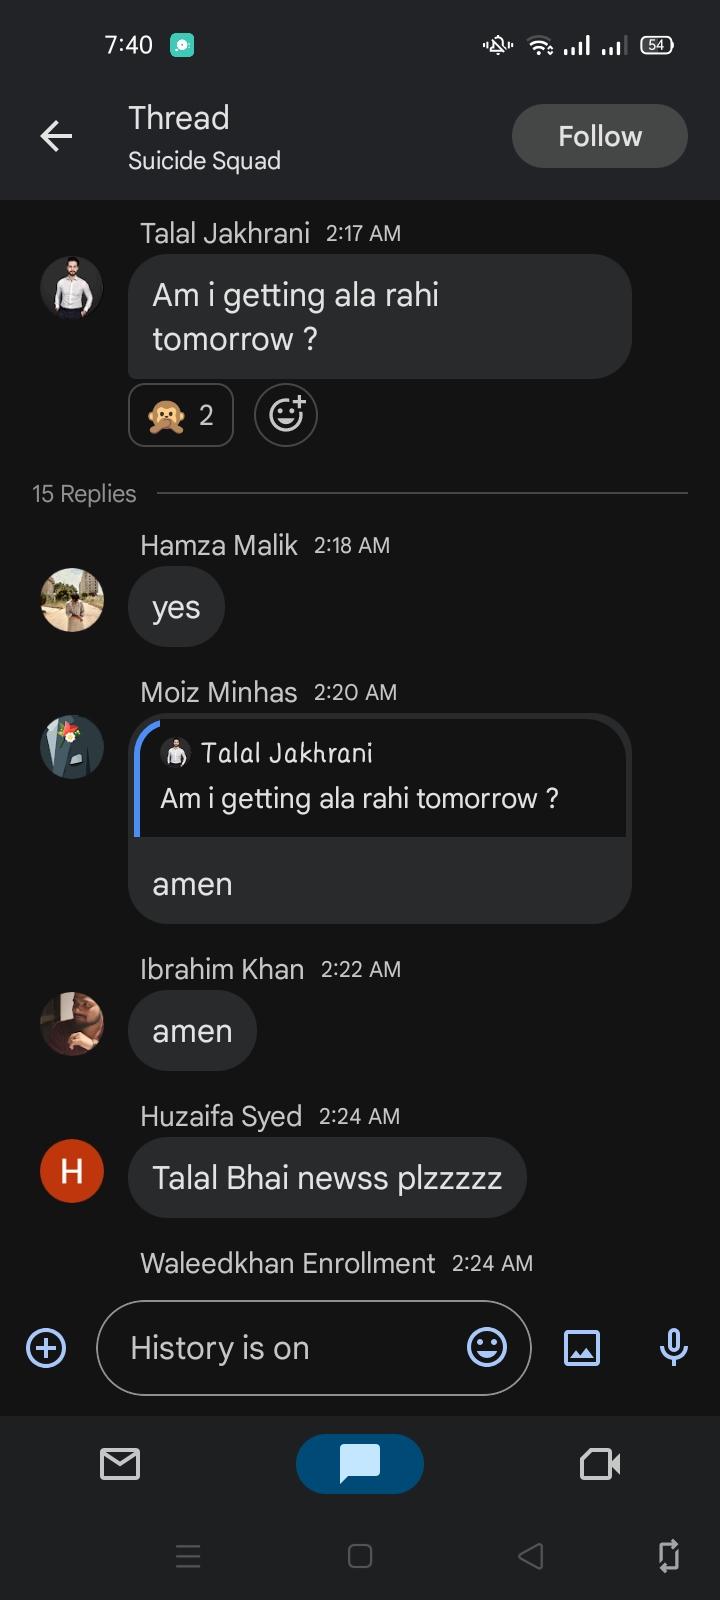 7:40
54
Thread
Suicide Squad
Follow
Talal Jakhrani 2:17 AM
Am i getting ala rahi
tomorrow ?
2
15 Replies
Hamza Malik 2:18 AM
yes
Moiz Minhas 2:20 AM
Talal Jakhrani
Am i getting ala rahi tomorrow ?
amen
Ibrahim Khan 2:22 AM
amen
Huzaifa Syed 2:24 AM
H
Talal Bhai newss plzzzzz
Waleedkhan Enrollment 2:24 AM
History is on